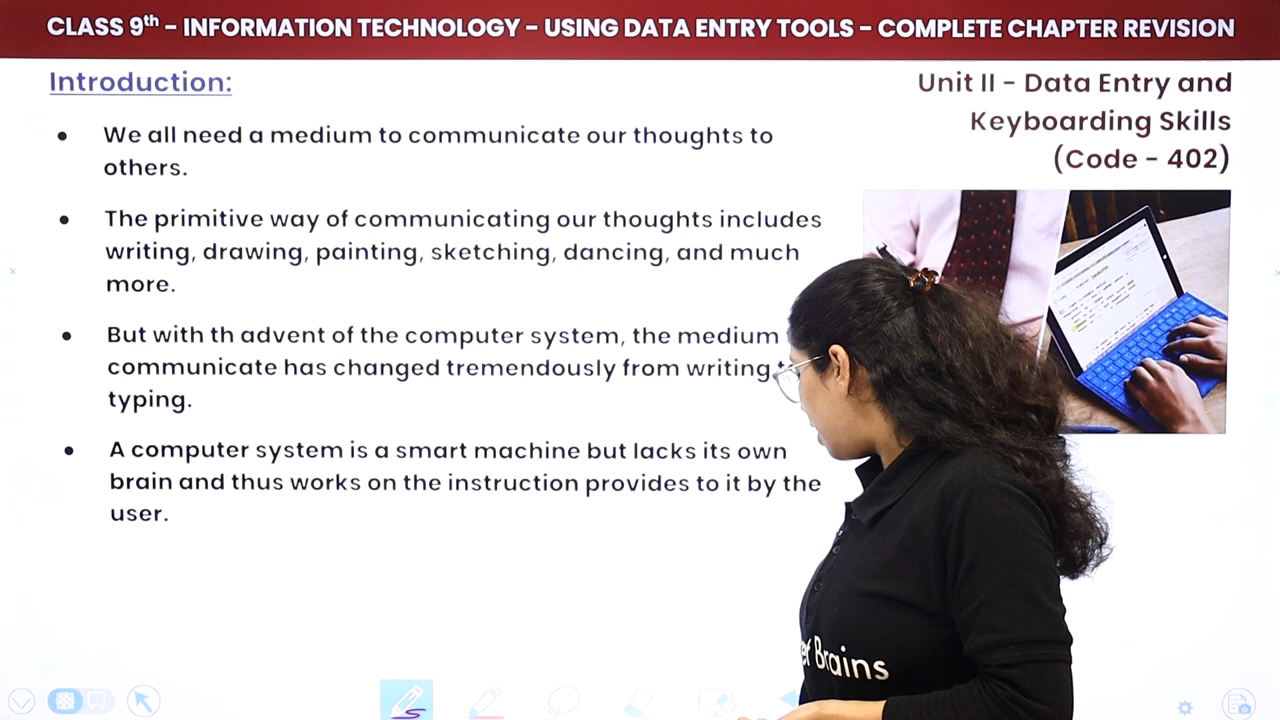 CLASS 9th - INFORMATION TECHNOLOGY - USING DATA ENTRY TOOLS - COMPLETE CHAPTER REVISION
Introduction:
• We all need a medium to communicate our thoughts to
others.
• The primitive way of communicating our thoughts includes
writing, drawing, painting, sketching, dancing, and much
more.
• But with th advent of the computer system, the medium
communicate has changed tremendously from writing
typing.
• A computer system is a smart machine but lacks its own
brain and thus works on the instruction provides to it by the
user.
Unit II - Data Entry and
Keyboarding Skills
(Code - 402)
Brains